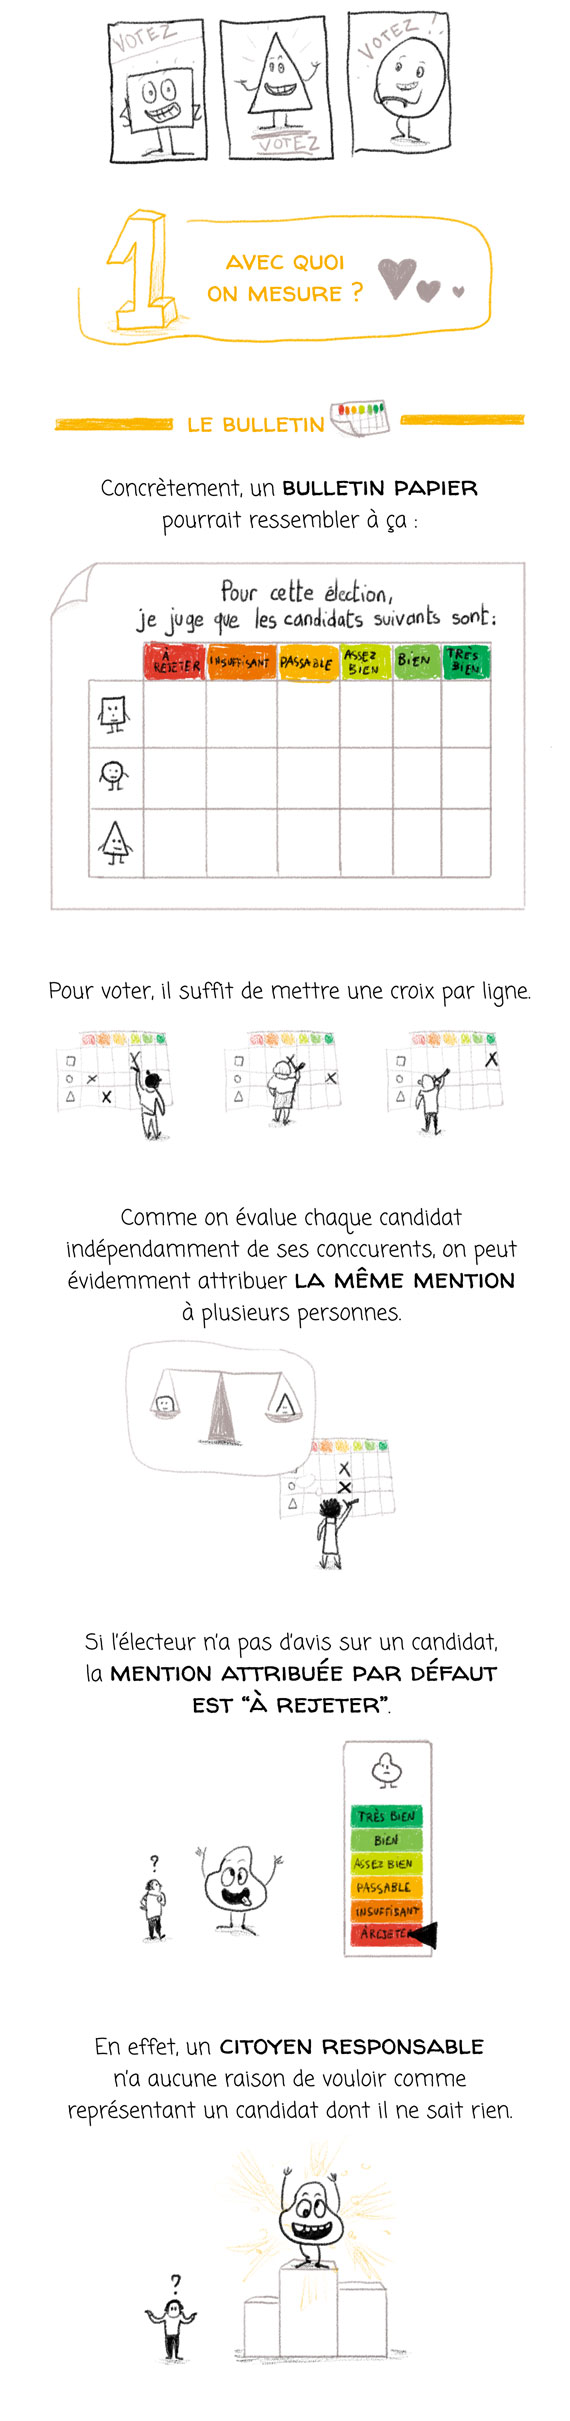 VOTEZ
VOTEZ
VOTEZ !
1
AVEC QUOI
ON MESURE ?
LE BULLETIN
Concrètement, un BULLETIN PAPIER
pourrait ressembler à ça :
Pour cette élection,
je juge que les candidats suivants sont:
À REJETER INSUFFISANT PASSABLE ASSEZ BIEN BIEN TRÈS BIEN
Pour voter, il suffit de mettre une croix par ligne.
Comme on évalue chaque candidat
indépendamment de ses conccurents, on peut
évidemment attribuer LA MÊME MENTION
à plusieurs personnes.
Si l'électeur n'a pas d'avis sur un candidat,
la MENTION ATTRIBUÉE PAR DÉFAUT
EST “À REJETER”.
?
TRÈS BIEN
BIEN
ASSEZ BIEN
PASSABLE
INSUFFISANT
À REJETER
En effet, un CITOYEN RESPONSABLE
n'a aucune raison de vouloir comme
représentant un candidat dont il ne sait rien.
?